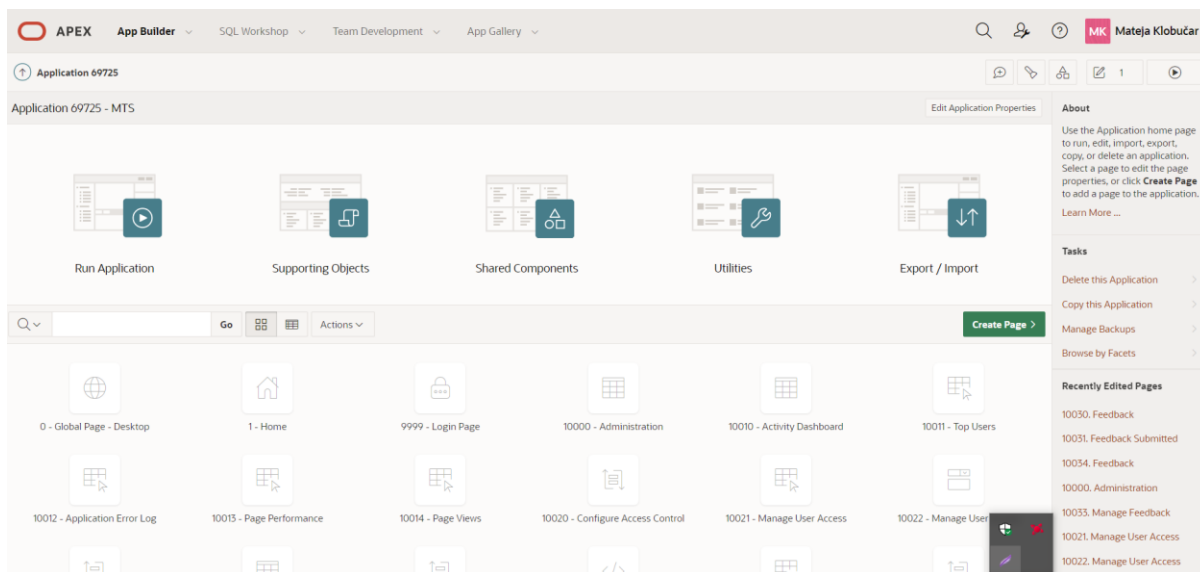 APEX App Builder SQL Workshop Team Development App Gallery MK Mateja Klobučar
Application 69725 1
Application 69725 - MTS Edit Application Properties
Run Application Supporting Objects Shared Components Utilities Export / Import
Go Actions Create Page
0 - Global Page - Desktop 1 - Home 9999 - Login Page 10000 - Administration 10010 - Activity Dashboard 10011 - Top Users
10012 - Application Error Log 10013 - Page Performance 10014 - Page Views 10020 - Configure Access Control 10021 - Manage User Access 10022 - Manage User
About
Use the Application home page
to run, edit, import, export,
copy, or delete an application.
Select a page to edit the page
properties, or click Create Page
to add a page to the application.
Learn More ...
Tasks
Delete this Application
Copy this Application
Manage Backups
Browse by Facets
Recently Edited Pages
10030. Feedback
10031. Feedback Submitted
10034. Feedback
10000. Administration
10033. Manage Feedback
10021. Manage User Access
10022. Manage User Access